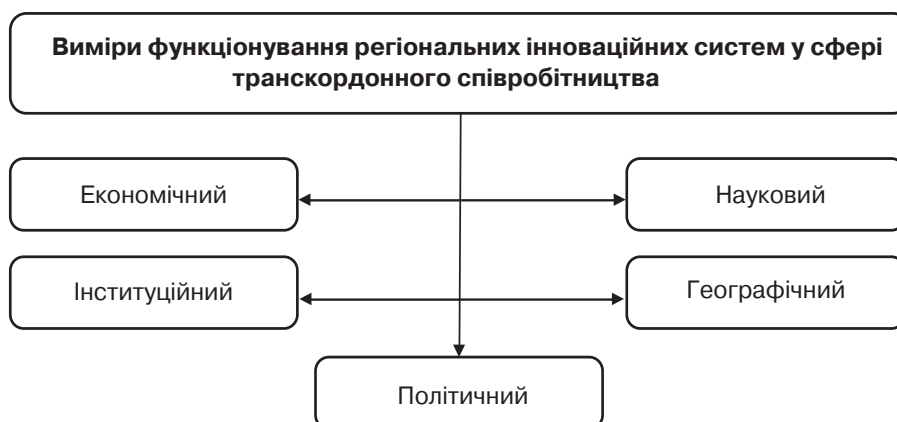 Виміри функціонування регіональних інноваційних систем у сфері
транскордонного співробітництва
Економічний
Науковий
Інституційний
Географічний
Політичний